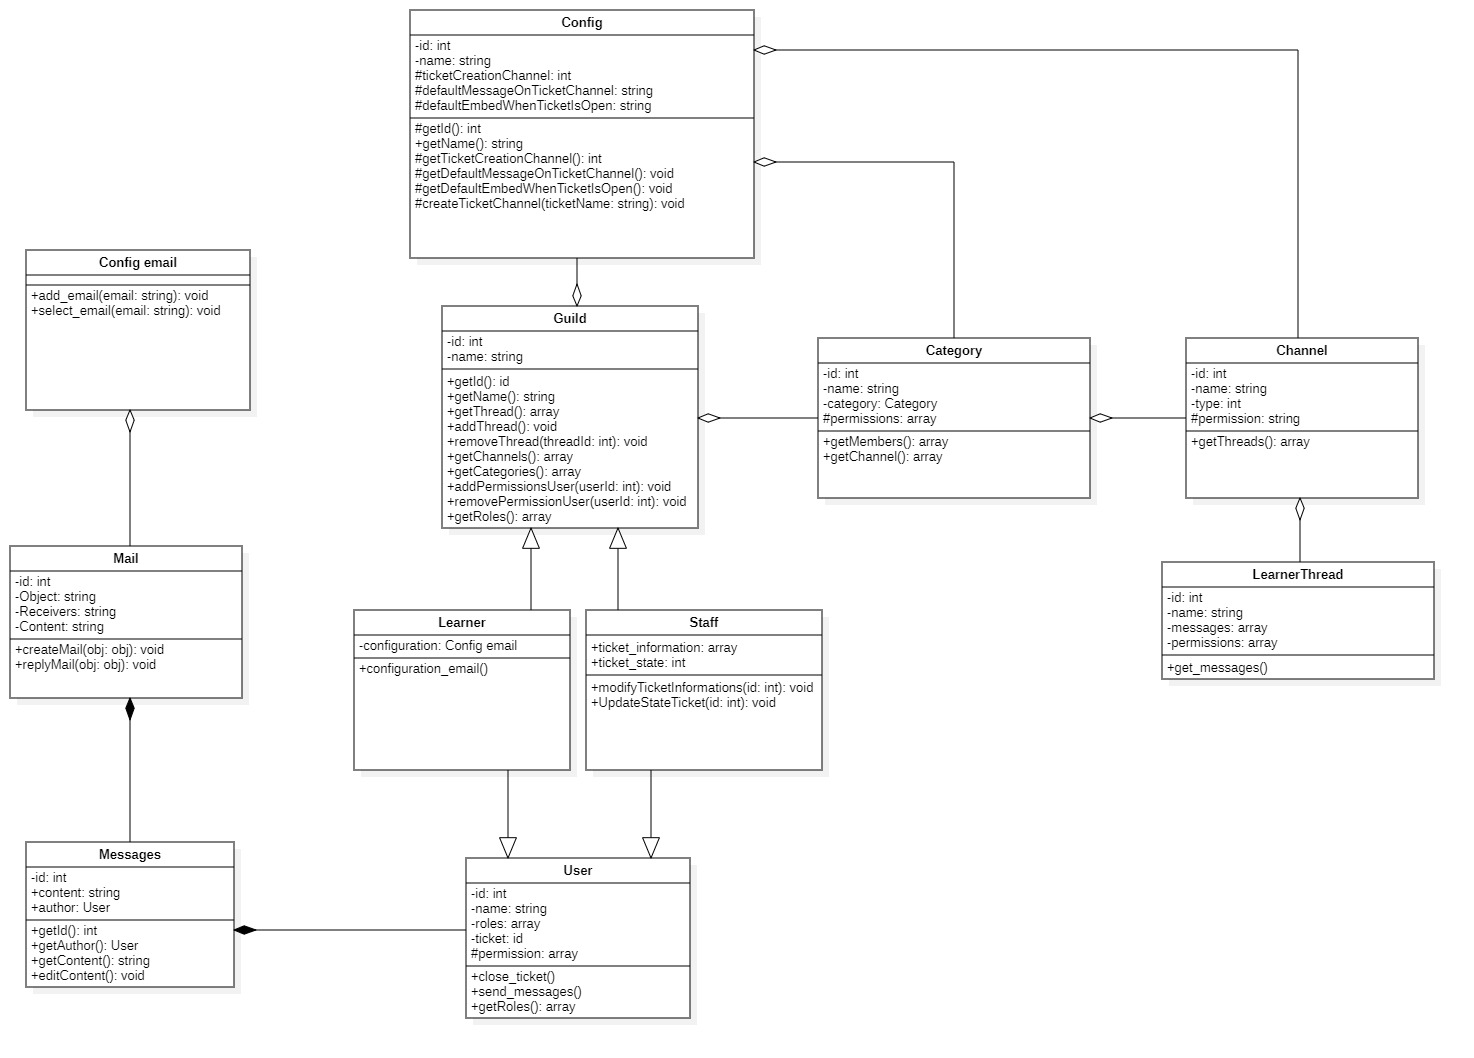 Config
-id: int
-name: string
#ticketCreationChannel: int
#defaultMessageOnTicketChannel: string
#defaultEmbedWhenTicketIsOpen: string
#getId(): int
+getName(): string
#getTicketCreationChannel(): int
#getDefaultMessageOnTicketChannel(): void
#getDefaultEmbedWhenTicketIsOpen(): void
#createTicketChannel(ticketName: string): void
Config email
+add_email(email: string): void
+select_email(email: string): void
Guild
-id: int
-name: string
+getId(): id
+getName(): string
+getThread(): array
+addThread(): void
+removeThread(threadId: int): void
+getChannels(): array
+getCategories(): array
+addPermissionsUser(userId: int): void
+removePermissionUser(userId: int): void
+getRoles(): array
Category
-id: int
-name: string
-category: Category
#permissions: array
+getMembers(): array
+getChannel(): array
Channel
-id: int
-name: string
-type: int
#permission: string
+getThreads(): array
Mail
-id: int
-Object: string
-Receivers: string
-Content: string
+createMail(obj: obj): void
+replyMail(obj: obj): void
LearnerThread
-id: int
-name: string
-messages: array
-permissions: array
+get_messages()
Learner
-configuration: Config email
+configuration_email()
Staff
+ticket_information: array
+ticket_state: int
+modifyTicketInformations(id: int): void
+UpdateStateTicket(id: int): void
Messages
-id: int
+content: string
+author: User
+getId(): int
+getAuthor(): User
+getContent(): string
+editContent(): void
User
-id: int
-name: string
-roles: array
-ticket: id
#permission: array
+close_ticket()
+send_messages()
+getRoles(): array